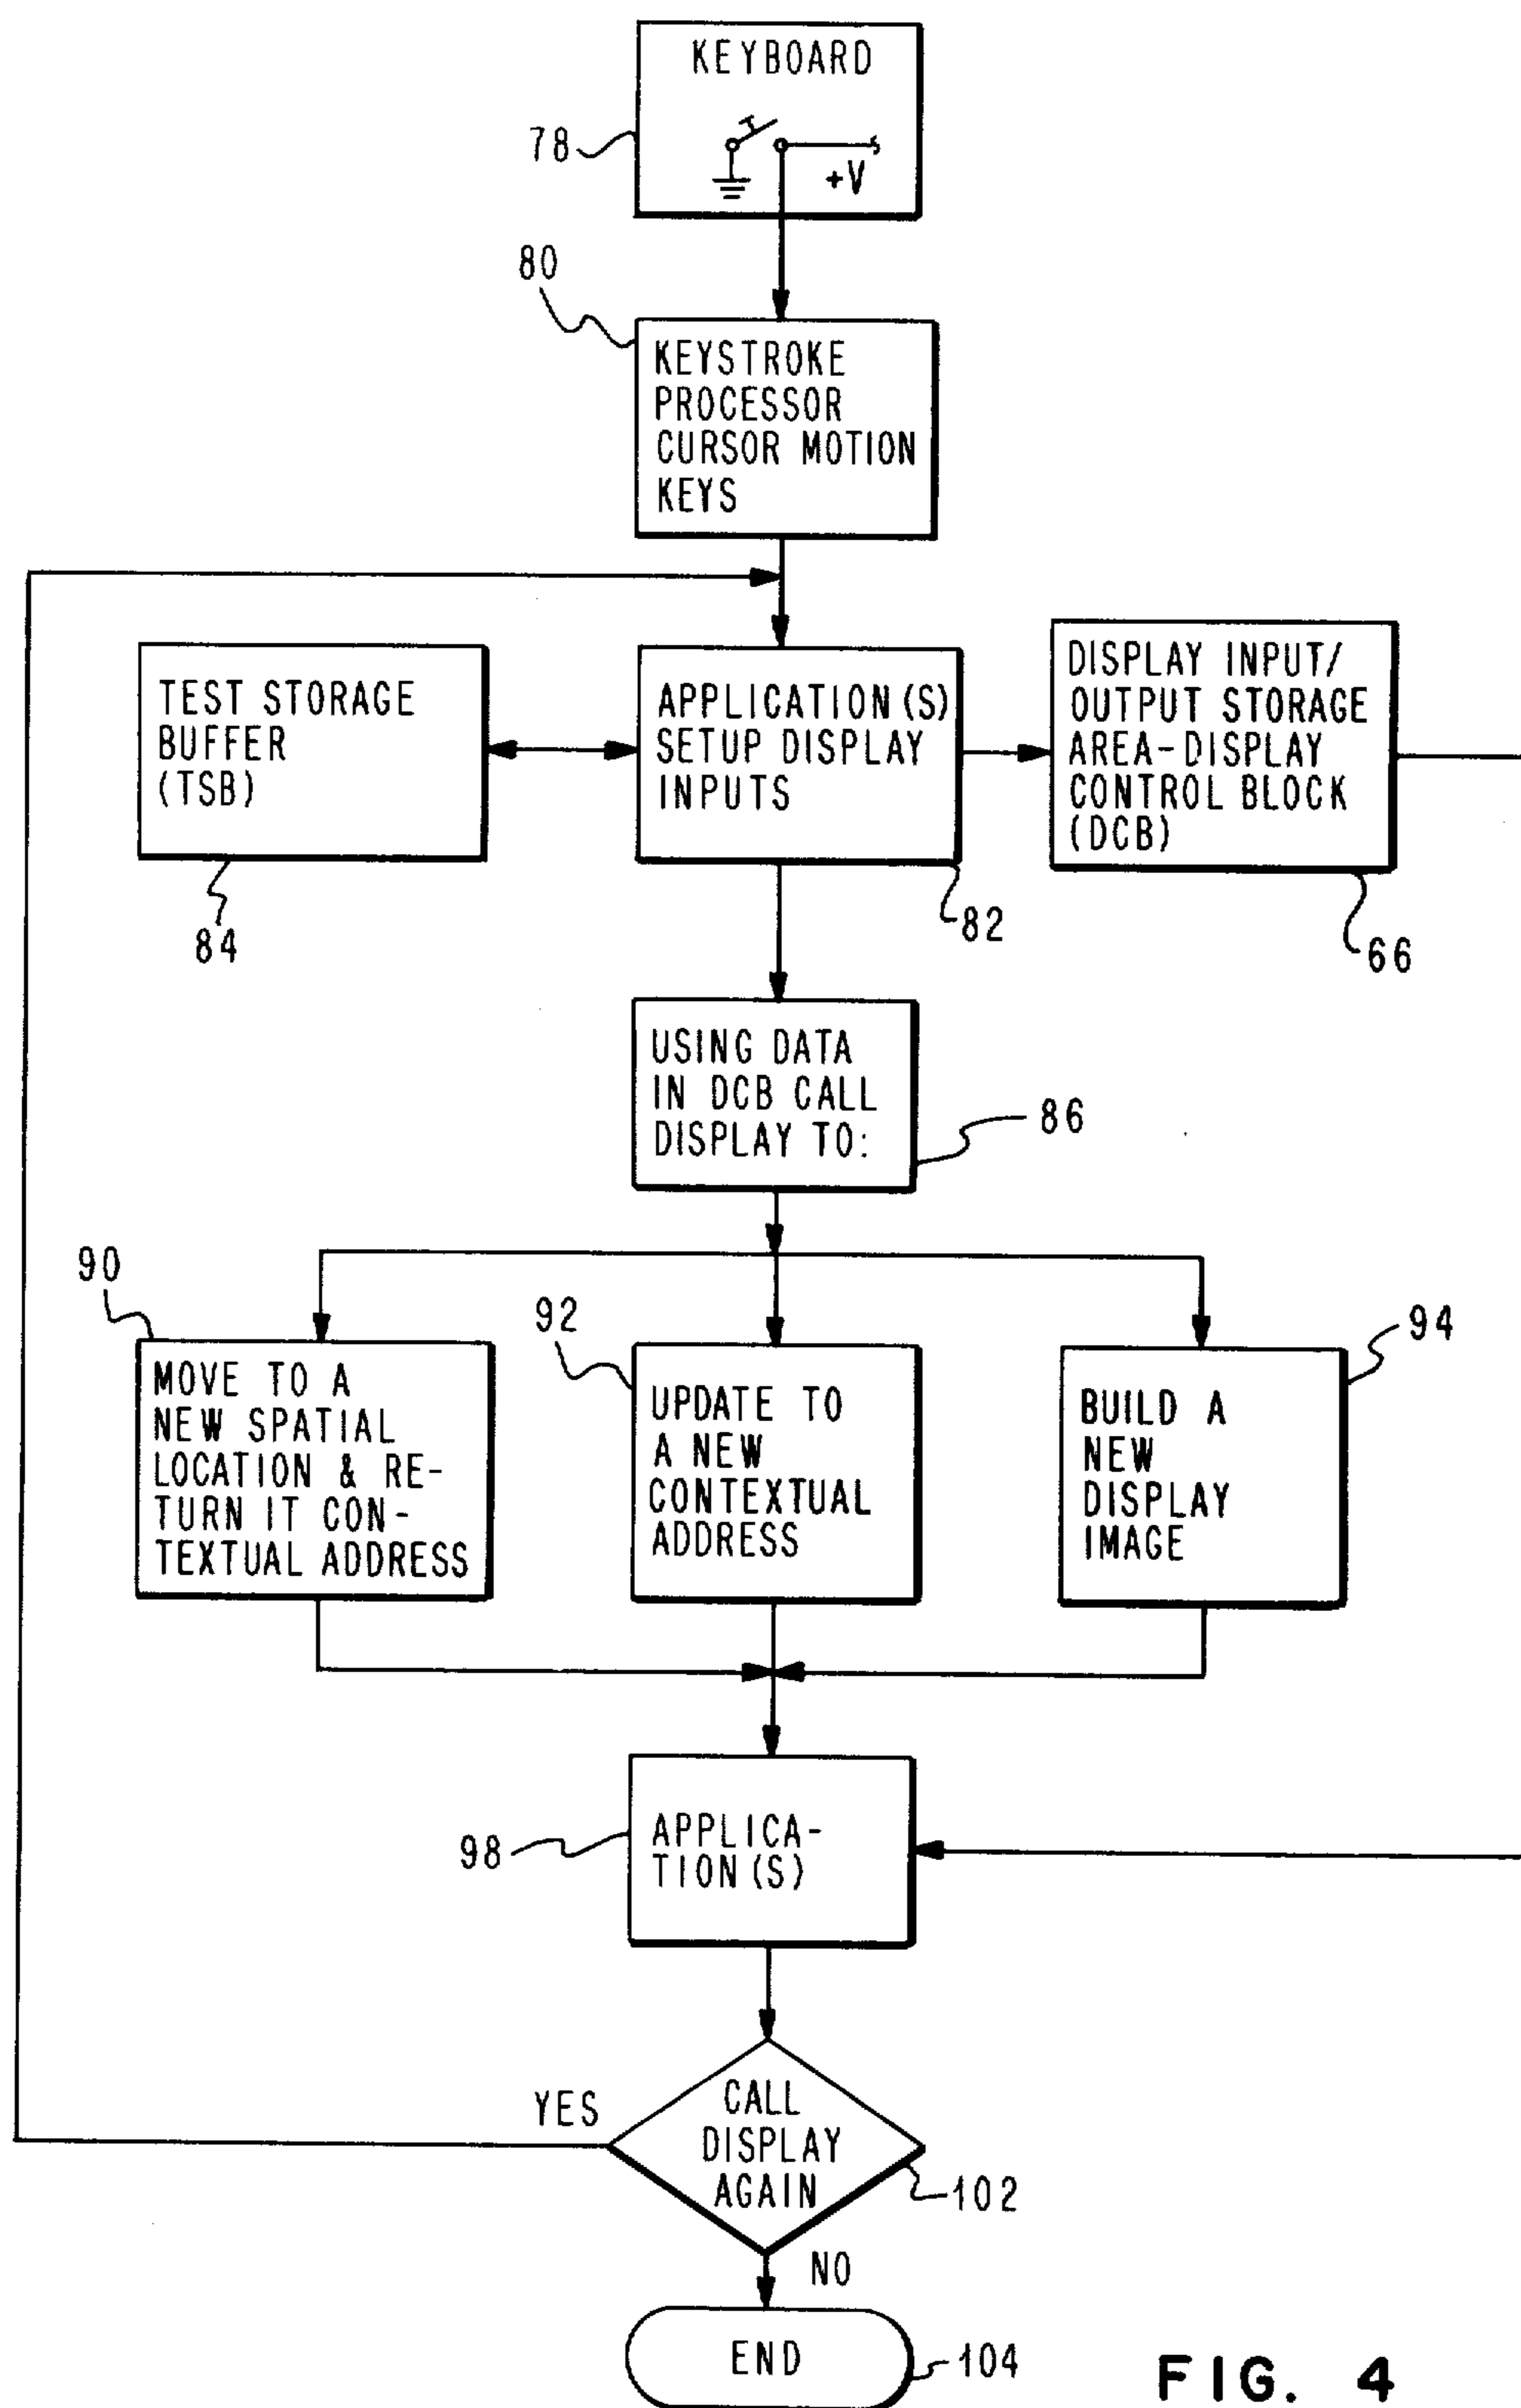 KEYBOARD
78
+V
80
KEYSTROKE
PROCESSOR
CURSOR MOTION
KEYS
TEST STORAGE
BUFFER
(TSB)
84
APPLICATION(S)
SETUP DISPLAY
INPUTS
82
DISPLAY INPUT/
OUTPUT STORAGE
AREA-DISPLAY
CONTROL BLOCK
(DCB)
66
USING DATA
IN DCB CALL
DISPLAY TO:
86
90
MOVE TO A
NEW SPATIAL
LOCATION & RE-
TURN IT CON-
TEXTUAL ADDRESS
92
UPDATE TO
A NEW
CONTEXTUAL
ADDRESS
94
BUILD A
NEW
DISPLAY
IMAGE
98
APPLICA-
TION(S)
YES
CALL
DISPLAY
AGAIN
102
NO
END
104
FIG. 4